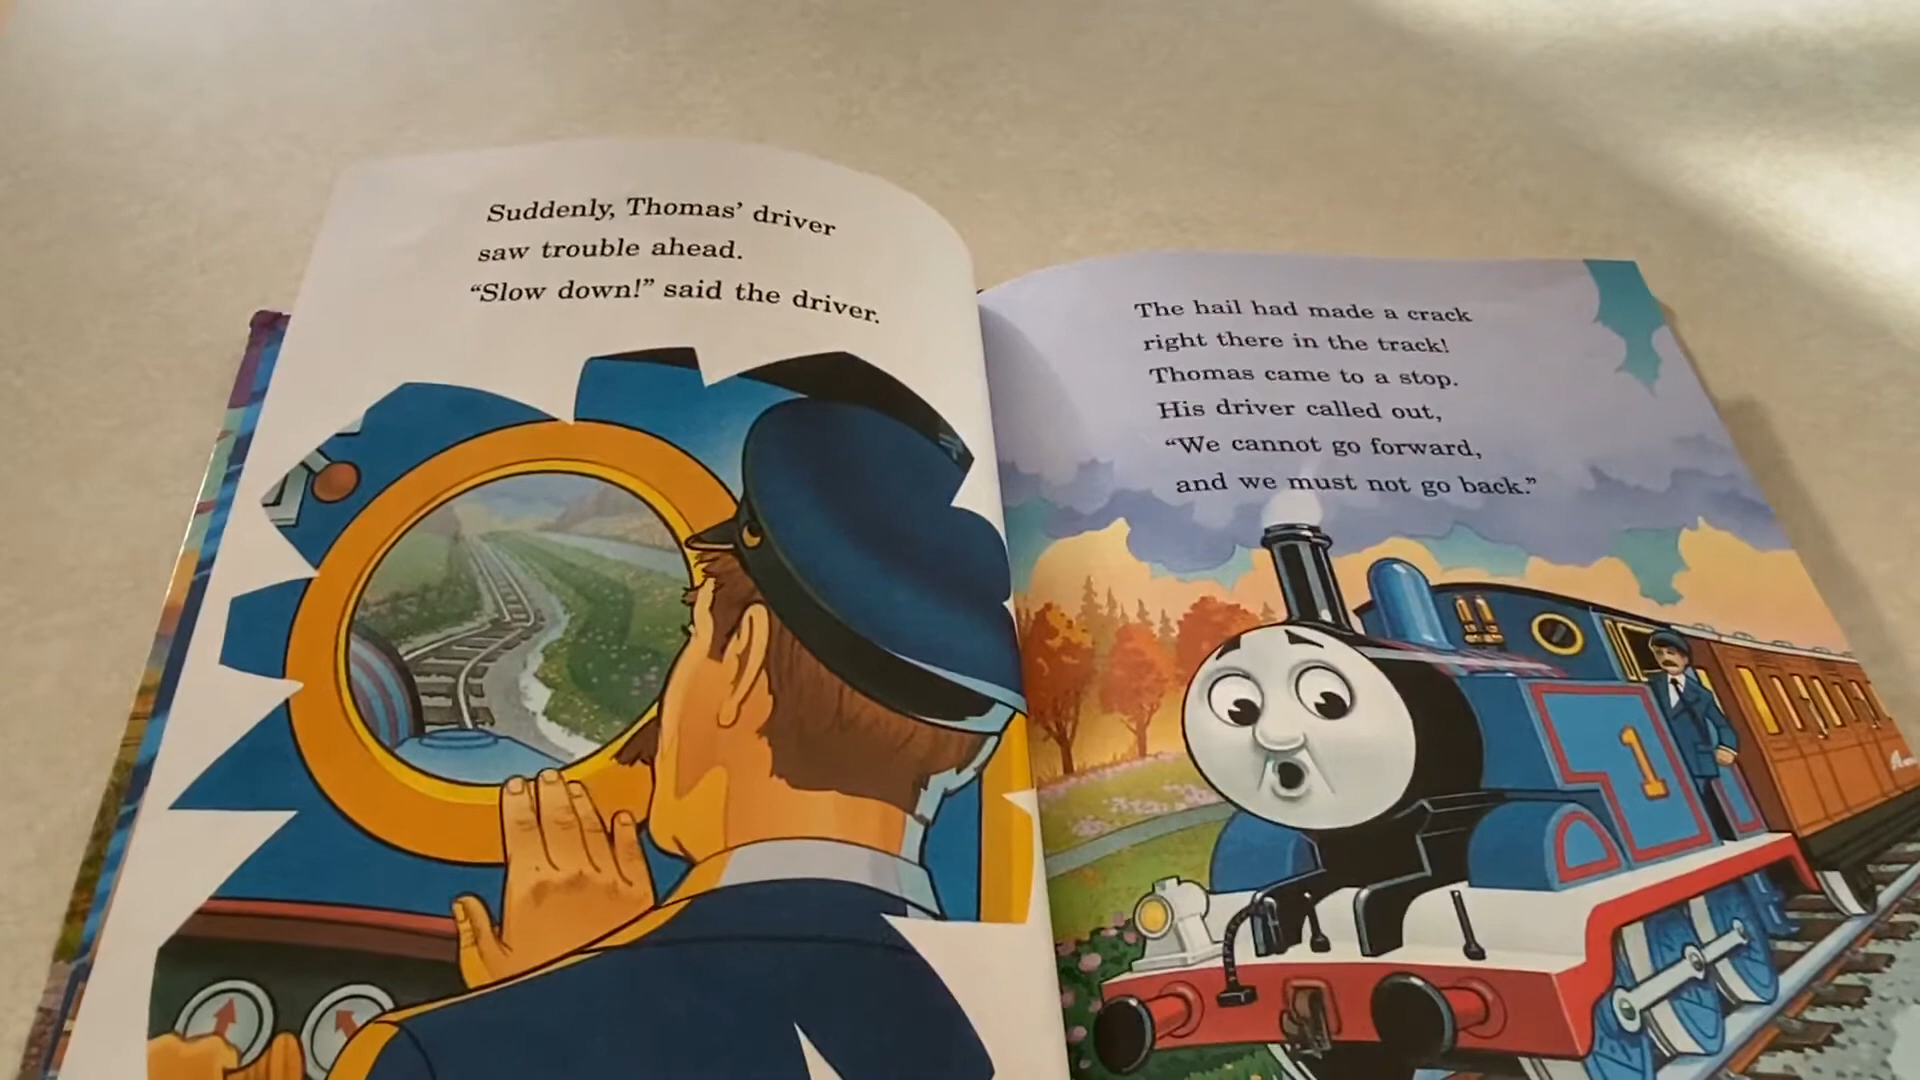 Suddenly, Thomas’ driver
saw trouble ahead.
“Slow down!” said the driver.
The hail had made a crack
right there in the track!
Thomas came to a stop.
His driver called out,
“We cannot go forward,
and we must not go back.”
1